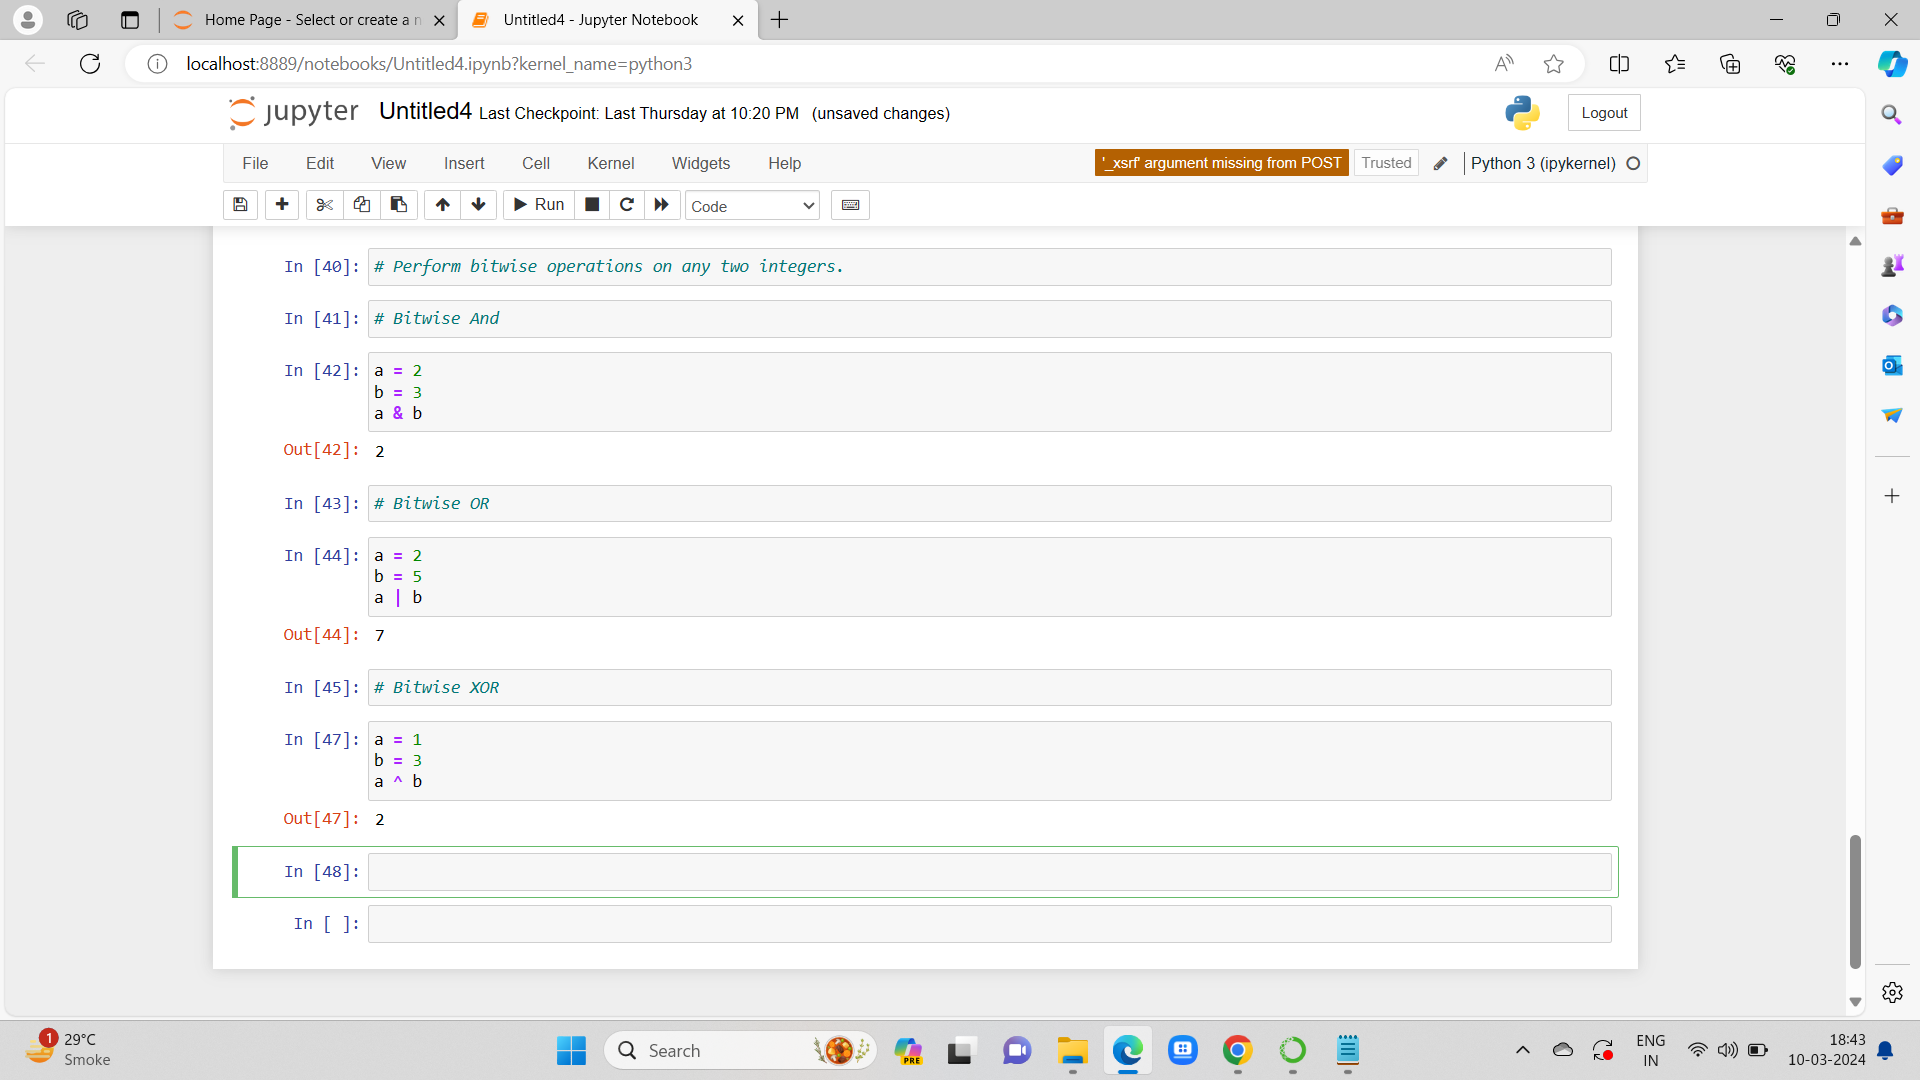 Home Page - Select or create a n
Untitled4 - Jupyter Notebook
localhost:8889/notebooks/Untitled4.ipynb?kernel_name=python3
jupyter Untitled4 Last Checkpoint: Last Thursday at 10:20 PM (unsaved changes)
Logout
File Edit View Insert Cell Kernel Widgets Help
'_xsrf' argument missing from POST Trusted Python 3 (ipykernel)
Run Code
In [40]: # Perform bitwise operations on any two integers.
In [41]: # Bitwise And
In [42]: a = 2
b = 3
a & b
Out[42]: 2
In [43]: # Bitwise OR
In [44]: a = 2
b = 5
a | b
Out[44]: 7
In [45]: # Bitwise XOR
In [47]: a = 1
b = 3
a ^ b
Out[47]: 2
In [48]:
In [ ]:
1
29°C
Smoke
Search
PRE
ENG
IN
18:43
10-03-2024